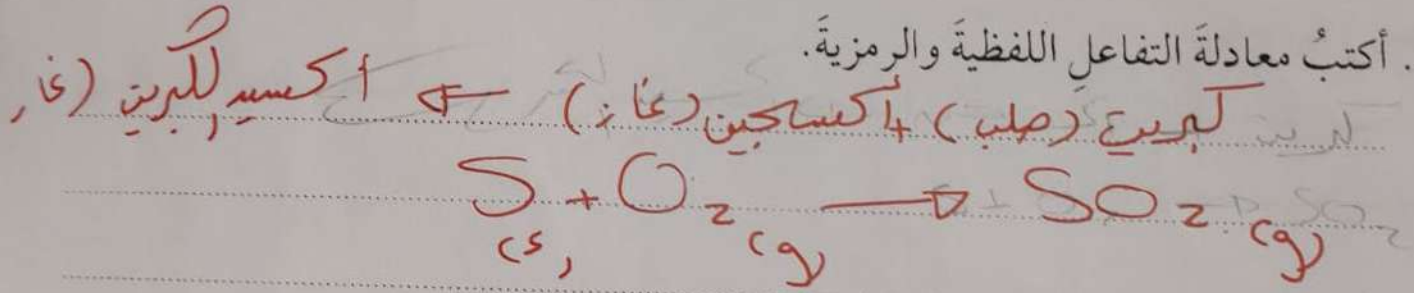 . أكتبُ معادلةَ التفاعلِ اللفظيةَ والرمزيةَ.
كبريت (صلب) + أكسجين (غاز) ← أكسيد الكبريت (غاز
S(s) + O2(g) → SO2(g)